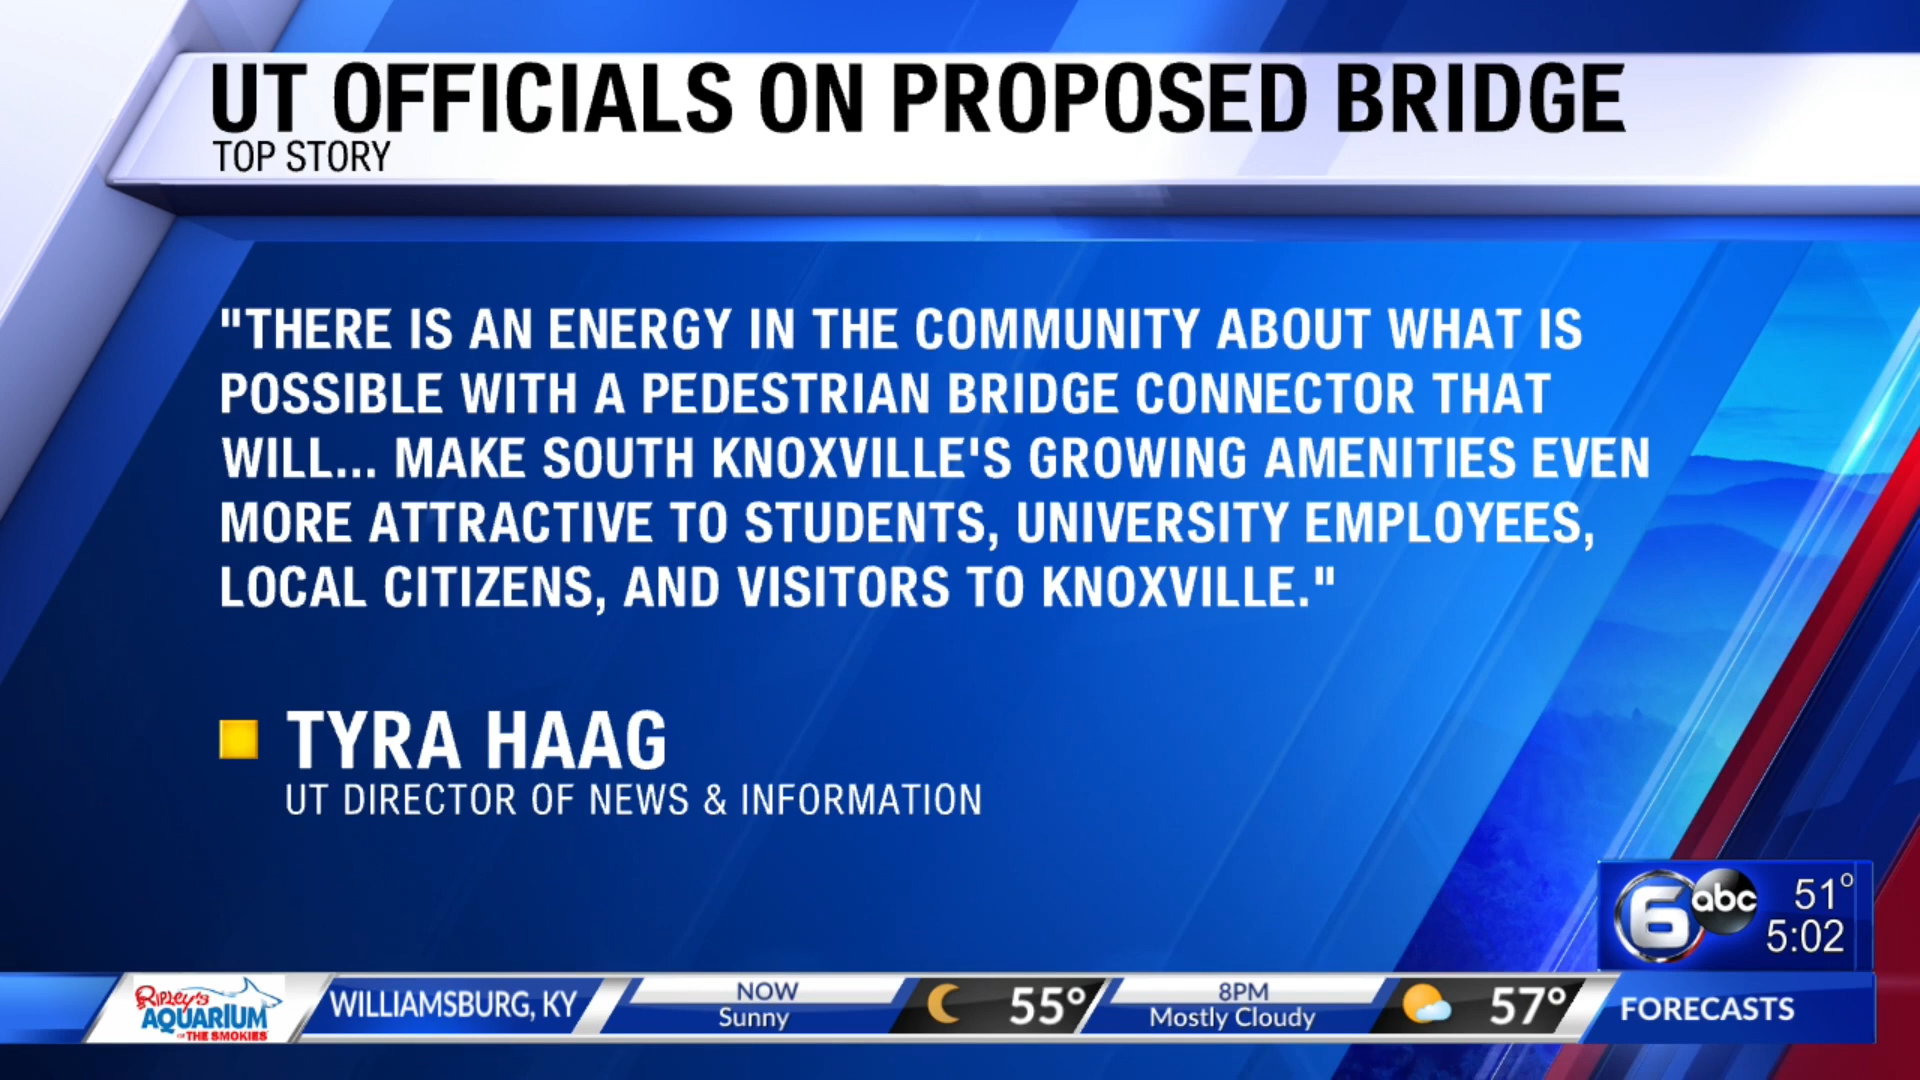 UT OFFICIALS ON PROPOSED BRIDGE
TOP STORY
"THERE IS AN ENERGY IN THE COMMUNITY ABOUT WHAT IS
POSSIBLE WITH A PEDESTRIAN BRIDGE CONNECTOR THAT
WILL... MAKE SOUTH KNOXVILLE'S GROWING AMENITIES EVEN
MORE ATTRACTIVE TO STUDENTS, UNIVERSITY EMPLOYEES,
LOCAL CITIZENS, AND VISITORS TO KNOXVILLE."
TYRA HAAG
UT DIRECTOR OF NEWS & INFORMATION
6 abc 51°
5:02
RIPLEY'S
AQUARIUM
OF THE SMOKIES
WILLIAMSBURG, KY
NOW
Sunny
55°
8PM
Mostly Cloudy
57°
FORECASTS